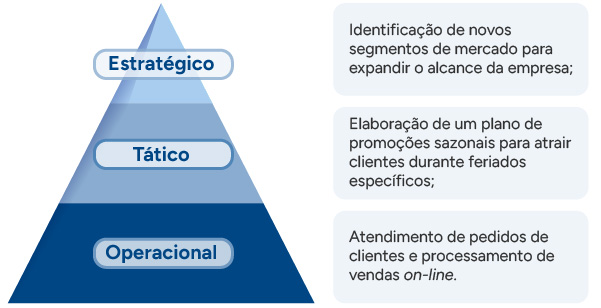 Estratégico
Identificação de novos
segmentos de mercado para
expandir o alcance da empresa;
Tático
Elaboração de um plano de
promoções sazonais para atrair
clientes durante feriados
específicos;
Operacional
Atendimento de pedidos de
clientes e processamento de
vendas on-line.